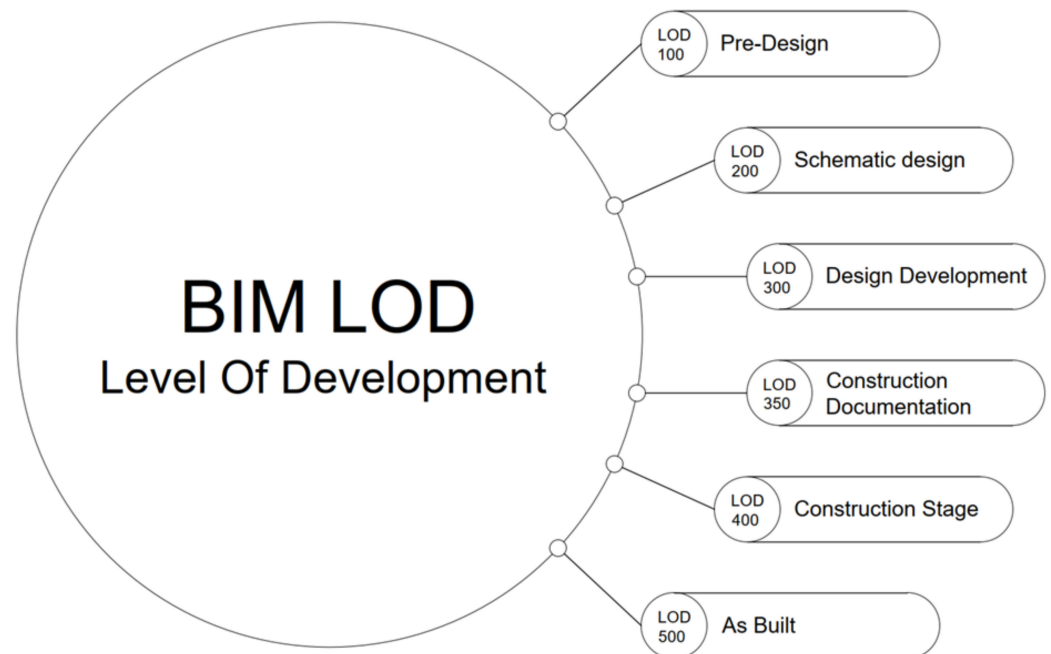 BIM LOD
Level Of Development
LOD
100
Pre-Design
LOD
200
Schematic design
LOD
300
Design Development
LOD
350
Construction
Documentation
LOD
400
Construction Stage
LOD
500
As Built